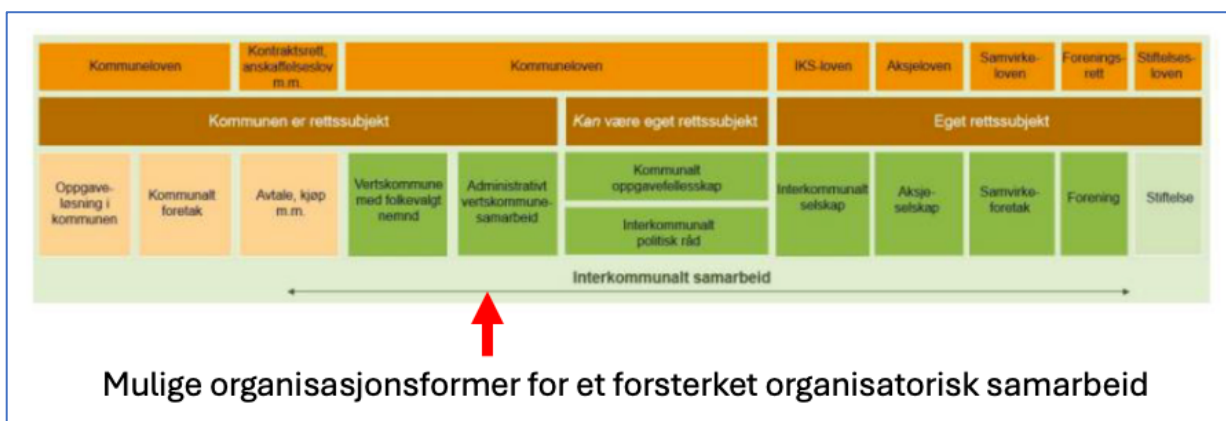 Kommuneloven
Kontraktsrett,
anskaffelseslov
m.m.
Kommuneloven
IKS-loven
Aksjeloven
Samvirke-
loven
Forenings-
rett
Stiftelses-
loven
Kommunen er rettssubjekt
Kan være eget rettssubjekt
Eget rettssubjekt
Oppgave-
løsning i
kommunen
Kommunalt
foretak
Avtale, kjøp
m.m.
Vertskommune
med folkevalgt
nemnd
Administrativt
vertskommune-
samarbeid
Kommunalt
oppgavefellesskap
Interkommunalt
politisk råd
Interkommunalt
selskap
Aksje-
selskap
Samvirke-
foretak
Forening
Stiftelse
Interkommunalt samarbeid
Mulige organisasjonsformer for et forsterket organisatorisk samarbeid